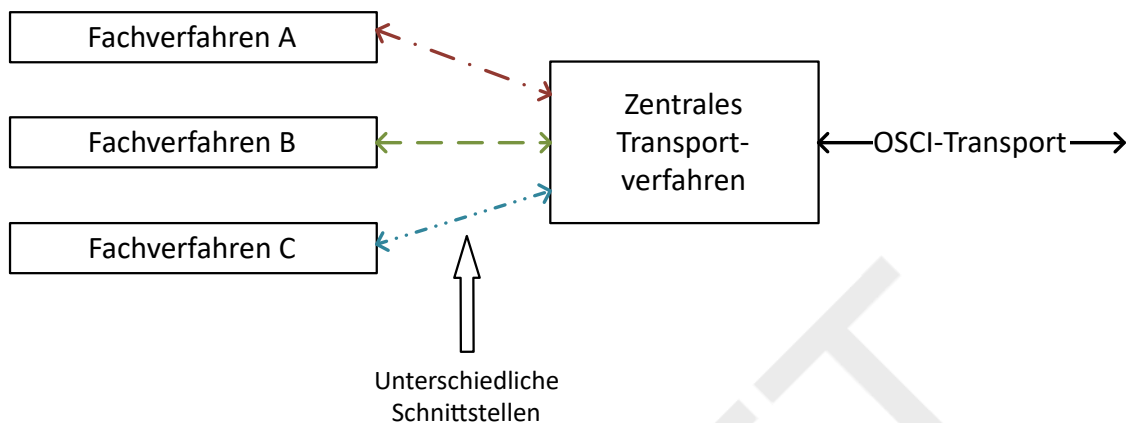 Fachverfahren A
Fachverfahren B
Fachverfahren C
Zentrales
Transport-
verfahren
OSCI-Transport
Unterschiedliche
Schnittstellen